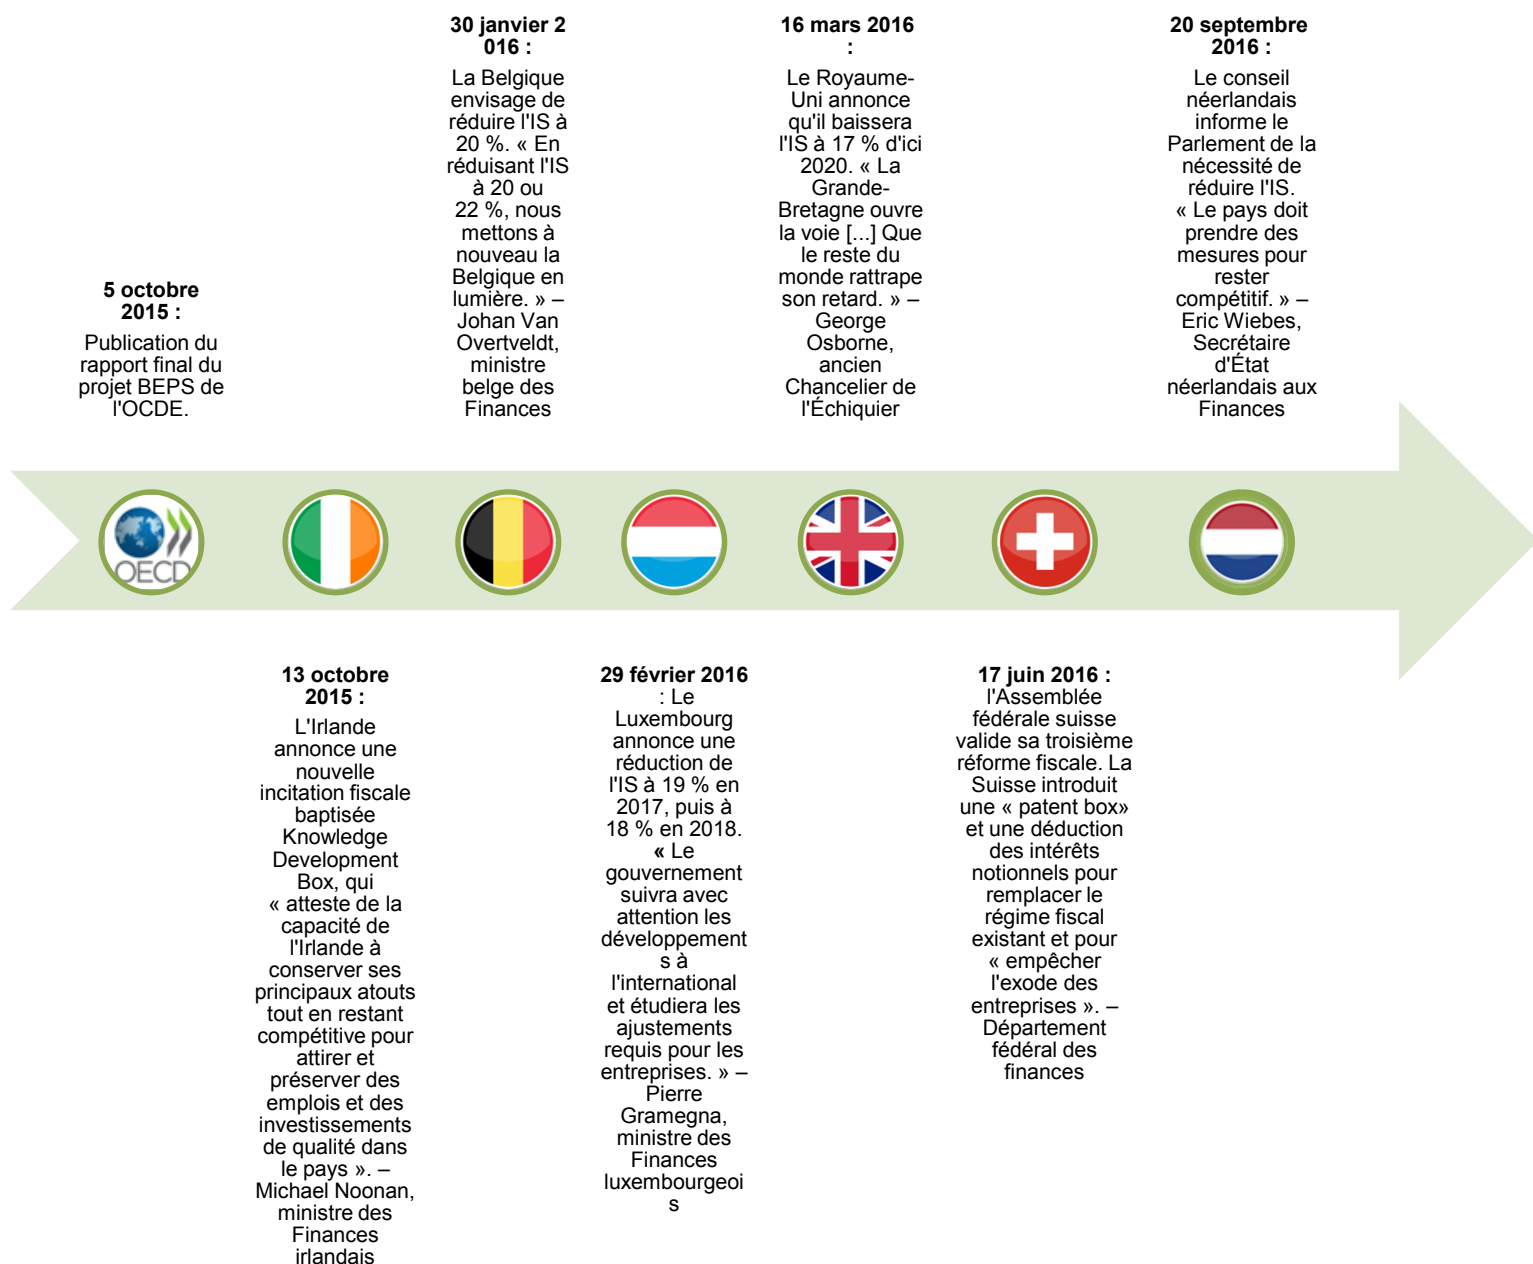 5 octobre
2015 :
Publication du
rapport final du
projet BEPS de
l'OCDE.
30 janvier 2
016 :
La Belgique
envisage de
réduire l'IS à
20 %. « En
réduisant l'IS
à 20 ou
22 %, nous
mettons à
nouveau la
Belgique en
lumière. » –
Johan Van
Overtveldt,
ministre
belge des
Finances
16 mars 2016
:
Le Royaume-
Uni annonce
qu'il baissera
l'IS à 17 % d'ici
2020. « La
Grande-
Bretagne ouvre
la voie [...] Que
le reste du
monde rattrape
son retard. » –
George
Osborne,
ancien
Chancelier de
l'Échiquier
20 septembre
2016 :
Le conseil
néerlandais
informe le
Parlement de la
nécessité de
réduire l'IS.
« Le pays doit
prendre des
mesures pour
rester
compétitif. » –
Eric Wiebes,
Secrétaire
d'État
néerlandais aux
Finances
OECD
13 octobre
2015 :
L'Irlande
annonce une
nouvelle
incitation fiscale
baptisée
Knowledge
Development
Box, qui
« atteste de la
capacité de
l'Irlande à
conserver ses
principaux atouts
tout en restant
compétitive pour
attirer et
préserver des
emplois et des
investissements
de qualité dans
le pays ». –
Michael Noonan,
ministre des
Finances
irlandais
29 février 2016
: Le
Luxembourg
annonce une
réduction de
l'IS à 19 % en
2017, puis à
18 % en 2018.
« Le
gouvernement
suivra avec
attention les
développement
s à
l'international
et étudiera les
ajustements
requis pour les
entreprises. » –
Pierre
Gramegna,
ministre des
Finances
luxembourgeoi
s
17 juin 2016 :
l'Assemblée
fédérale suisse
valide sa troisième
réforme fiscale. La
Suisse introduit
une « patent box»
et une déduction
des intérêts
notionnels pour
remplacer le
régime fiscal
existant et pour
« empêcher
l'exode des
entreprises ». –
Département
fédéral des
finances